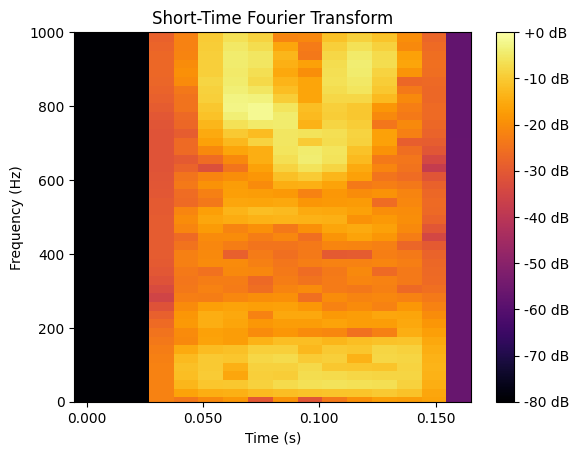 Short-Time Fourier Transform
1000
800
600
400
200
0
Frequency (Hz)
0.000
0.050
0.100
0.150
Time (s)
+0 dB
-10 dB
-20 dB
-30 dB
-40 dB
-50 dB
-60 dB
-70 dB
-80 dB